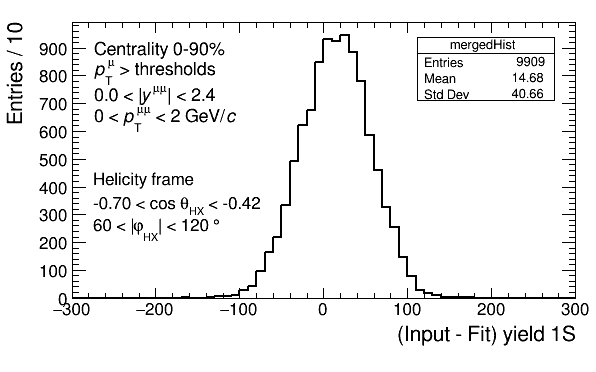 Entries / 10
900
800
700
600
500
400
300
200
100
0
Centrality 0-90%
p_T^μ > thresholds
0.0 < |y^μμ| < 2.4
0 < p_T^μμ < 2 GeV/c
Helicity frame
-0.70 < cos θ_HX < -0.42
60 < |φ_HX| < 120 °
mergedHist
Entries 9909
Mean 14.68
Std Dev 40.66
−300 −200 −100 0 100 200 300
(Input - Fit) yield 1S